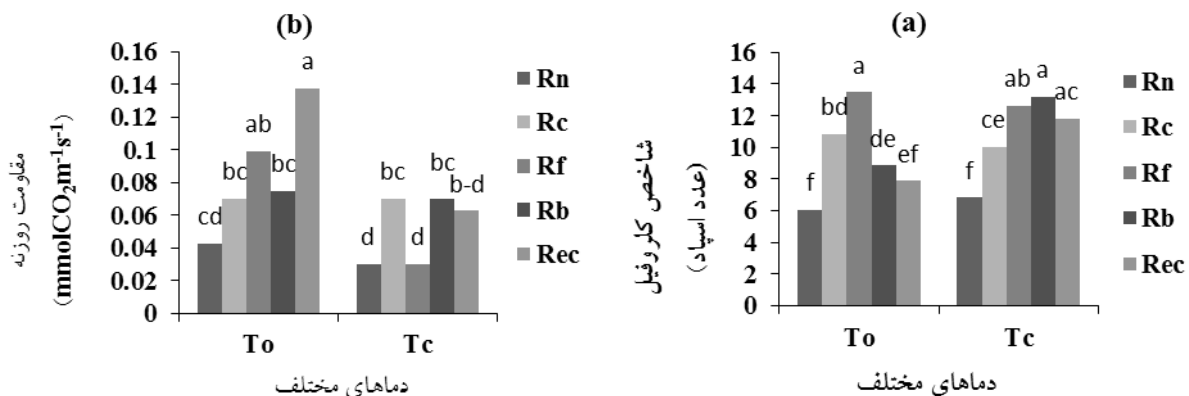 (b)
مقاومت روزنه
(mmolCO₂m⁻¹s⁻¹)
0.16
0.14
0.12
0.1
0.08
0.06
0.04
0.02
0
cd
bc
ab
bc
a
d
bc
d
bc
b-d
To
Tc
دماهای مختلف
Rn
Rc
Rf
Rb
Rec
(a)
شاخص کلروفیل
(عدد اسپاد)
16
14
12
10
8
6
4
2
0
f
bd
a
de
ef
f
ce
ab
a
ac
To
Tc
دماهای مختلف
Rn
Rc
Rf
Rb
Rec